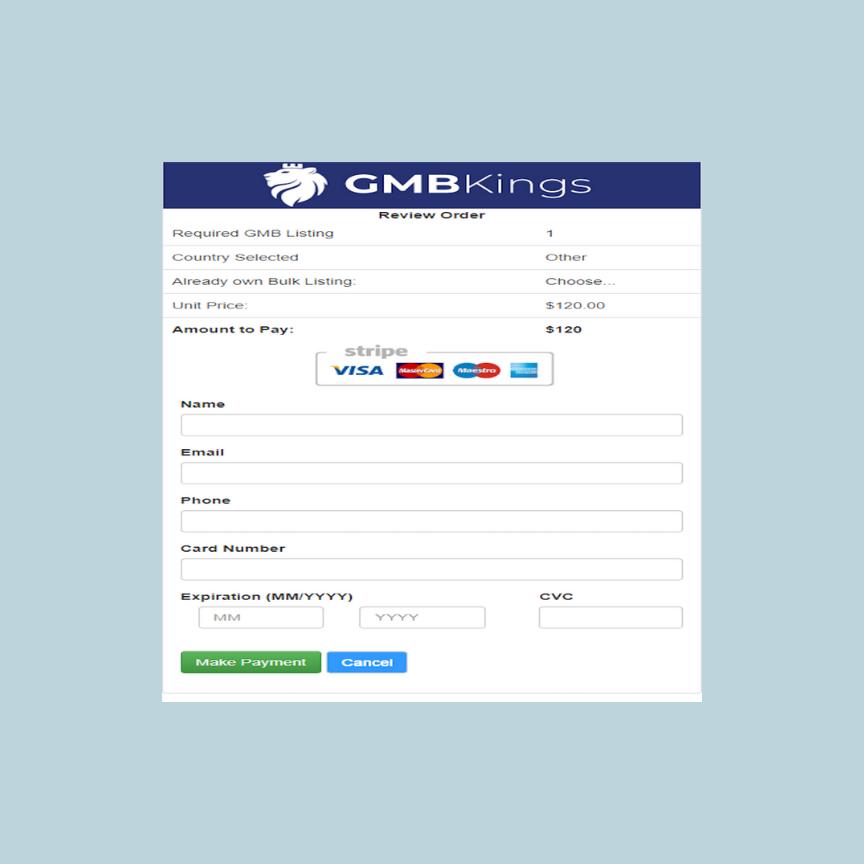 GMBKings
Review Order
Required GMB Listing 1
Country Selected Other
Already own Bulk Listing: Choose...
Unit Price: $120.00
Amount to Pay: $120
stripe
VISA MasterCard Maestro
Name
Email
Phone
Card Number
Expiration (MM/YYYY) CVC
MM YYYY
Make Payment Cancel